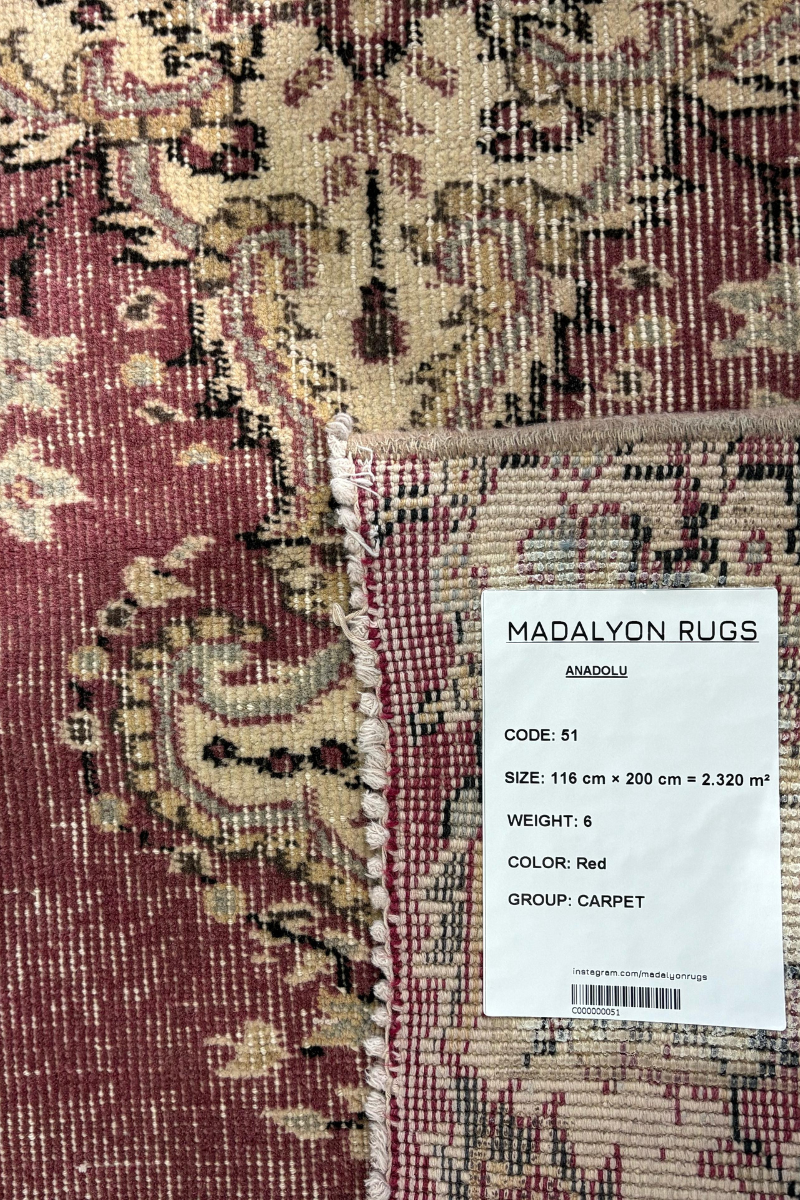 MADALYON RUGS
ANADOLU
CODE: 51
SIZE: 116 cm × 200 cm = 2.320 m²
WEIGHT: 6
COLOR: Red
GROUP: CARPET
instagram.com/madalyonrugs
C000000051